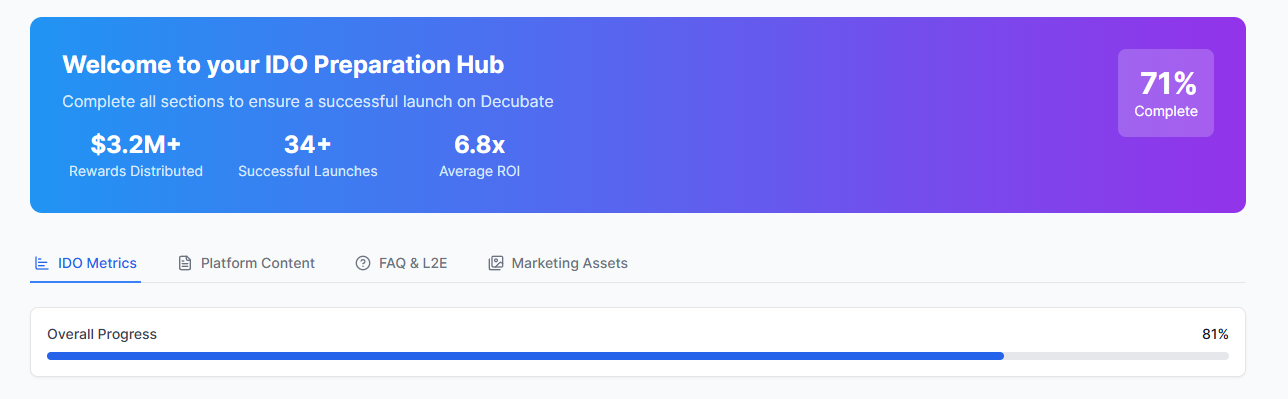 Welcome to your IDO Preparation Hub
Complete all sections to ensure a successful launch on Decubate
$3.2M+ 34+ 6.8x
Rewards Distributed Successful Launches Average ROI
71%
Complete
IDO Metrics Platform Content FAQ & L2E Marketing Assets
Overall Progress 81%